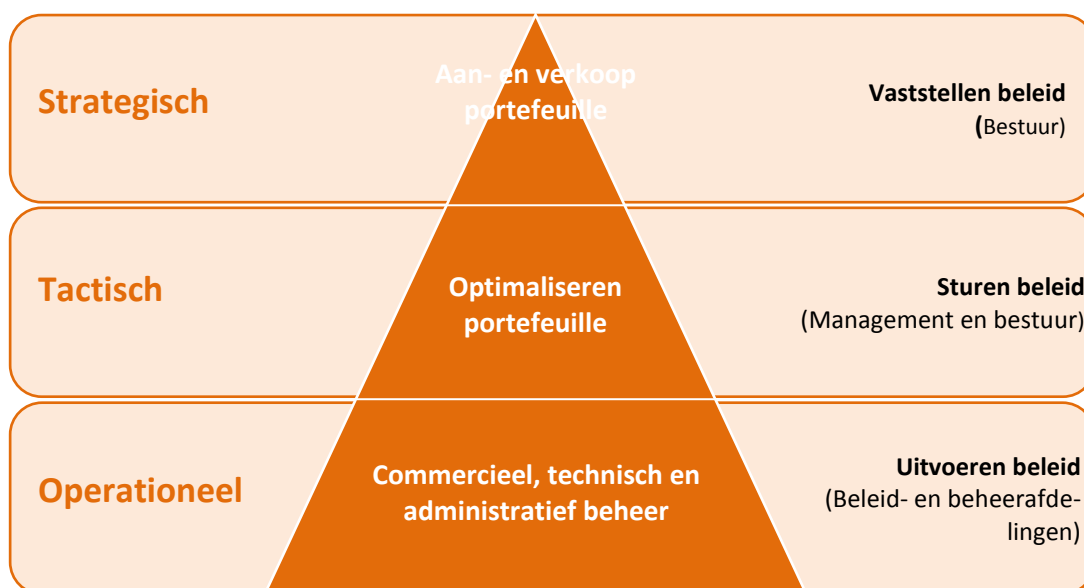 Strategisch
Aan- en verkoop
portefeuille
Vaststellen beleid
(Bestuur)
Tactisch
Optimaliseren
portefeuille
Sturen beleid
(Management en bestuur)
Operationeel
Commercieel, technisch en
administratief beheer
Uitvoeren beleid
(Beleid- en beheerafde-
lingen)